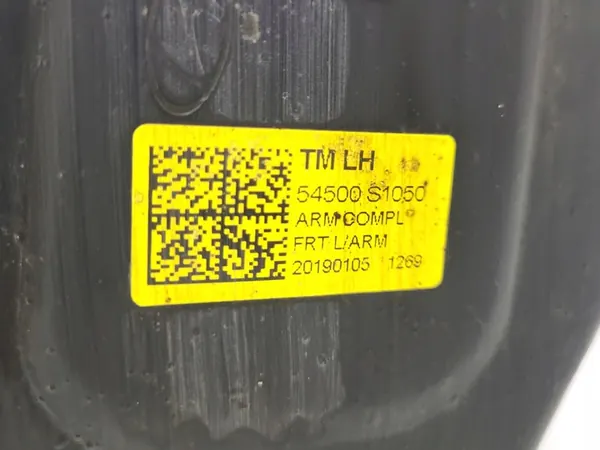 TM LH
54500 S1050
ARM COMPL
FRT L/ARM
20190105 1269